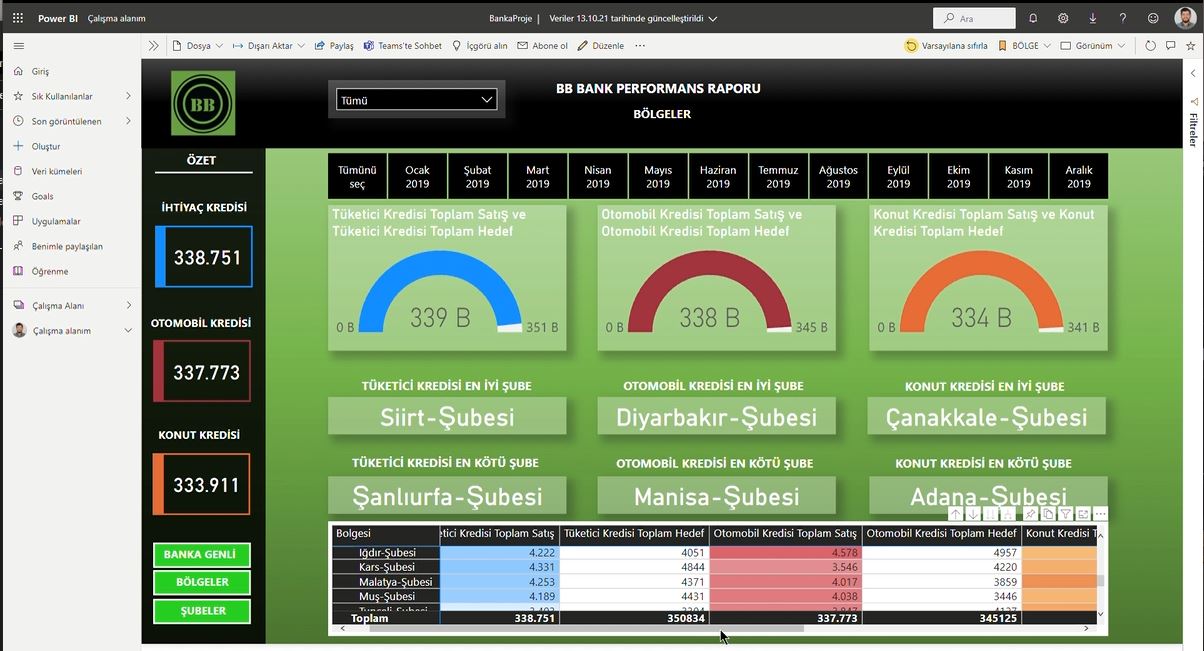 Power BI Çalışma alanım
BankaProje | Veriler 13.10.21 tarihinde güncelleştirildi
Ara
Dosya
Dışarı Aktar
Paylaş
Teams'te Sohbet
İçgörü alın
Abone ol
Düzenle
Varsayılana sıfırla
BÖLGE
Görünüm
Giriş
Sık Kullanılanlar
Son görüntülenen
Oluştur
Veri kümeleri
Goals
Uygulamalar
Benimle paylaşılan
Öğrenme
Çalışma Alanı
Çalışma alanım
Filtreler
BB
Tümü
BB BANK PERFORMANS RAPORU
BÖLGELER
ÖZET
İHTİYAÇ KREDİSİ
338.751
OTOMOBİL KREDİSİ
337.773
KONUT KREDİSİ
333.911
BANKA GENLİ
BÖLGELER
ŞUBELER
Tümünü seç
Ocak 2019
Şubat 2019
Mart 2019
Nisan 2019
Mayıs 2019
Haziran 2019
Temmuz 2019
Ağustos 2019
Eylül 2019
Ekim 2019
Kasım 2019
Aralık 2019
Tüketici Kredisi Toplam Satış ve
Tüketici Kredisi Toplam Hedef
339 B
0 B 351 B
Otomobil Kredisi Toplam Satış ve
Otomobil Kredisi Toplam Hedef
338 B
0 B 345 B
Konut Kredisi Toplam Satış ve Konut
Kredisi Toplam Hedef
334 B
0 B 341 B
TÜKETİCİ KREDİSİ EN İYİ ŞUBE
Siirt-Şubesi
OTOMOBİL KREDİSİ EN İYİ ŞUBE
Diyarbakır-Şubesi
KONUT KREDİSİ EN İYİ ŞUBE
Çanakkale-Şubesi
TÜKETİCİ KREDİSİ EN KÖTÜ ŞUBE
Şanlıurfa-Şubesi
OTOMOBİL KREDİSİ EN KÖTÜ ŞUBE
Manisa-Şubesi
KONUT KREDİSİ EN KÖTÜ ŞUBE
Adana-Şubesi
Bolgesi Kredisi Toplam Satış Tüketici Kredisi Toplam Hedef Otomobil Kredisi Toplam Satış Otomobil Kredisi Toplam Hedef Konut Kredisi
Iğdır-Şubesi 4.222 4051 4.578 4957
Kars-Şubesi 4.331 4844 3.546 4220
Malatya-Şubesi 4.253 4371 4.017 3859
Muş-Şubesi 4.189 4431 4.038 3446
Toplam 338.751 350834 337.773 345125